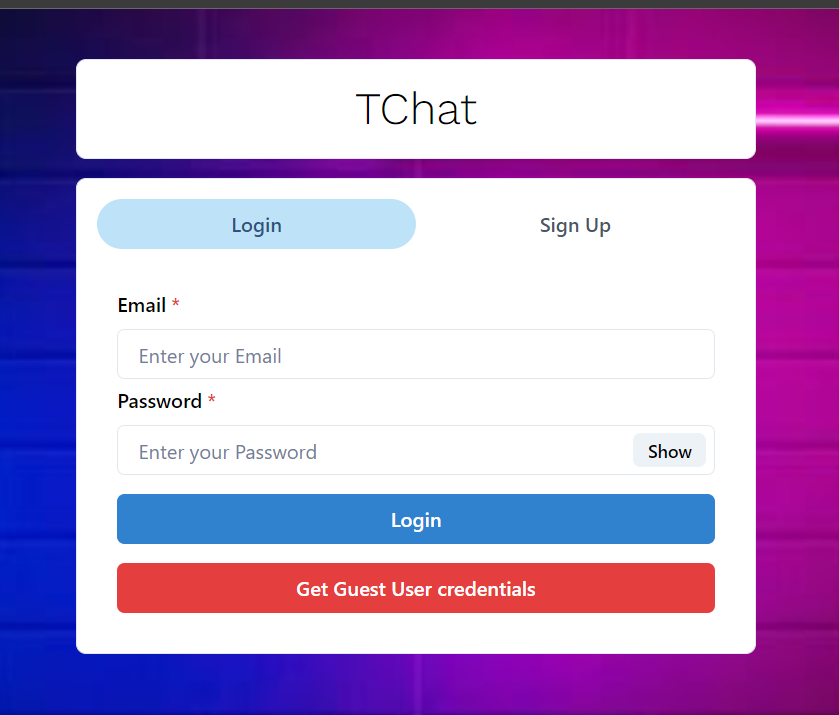 TChat
Login Sign Up
Email *
Enter your Email
Password *
Enter your Password Show
Login
Get Guest User credentials